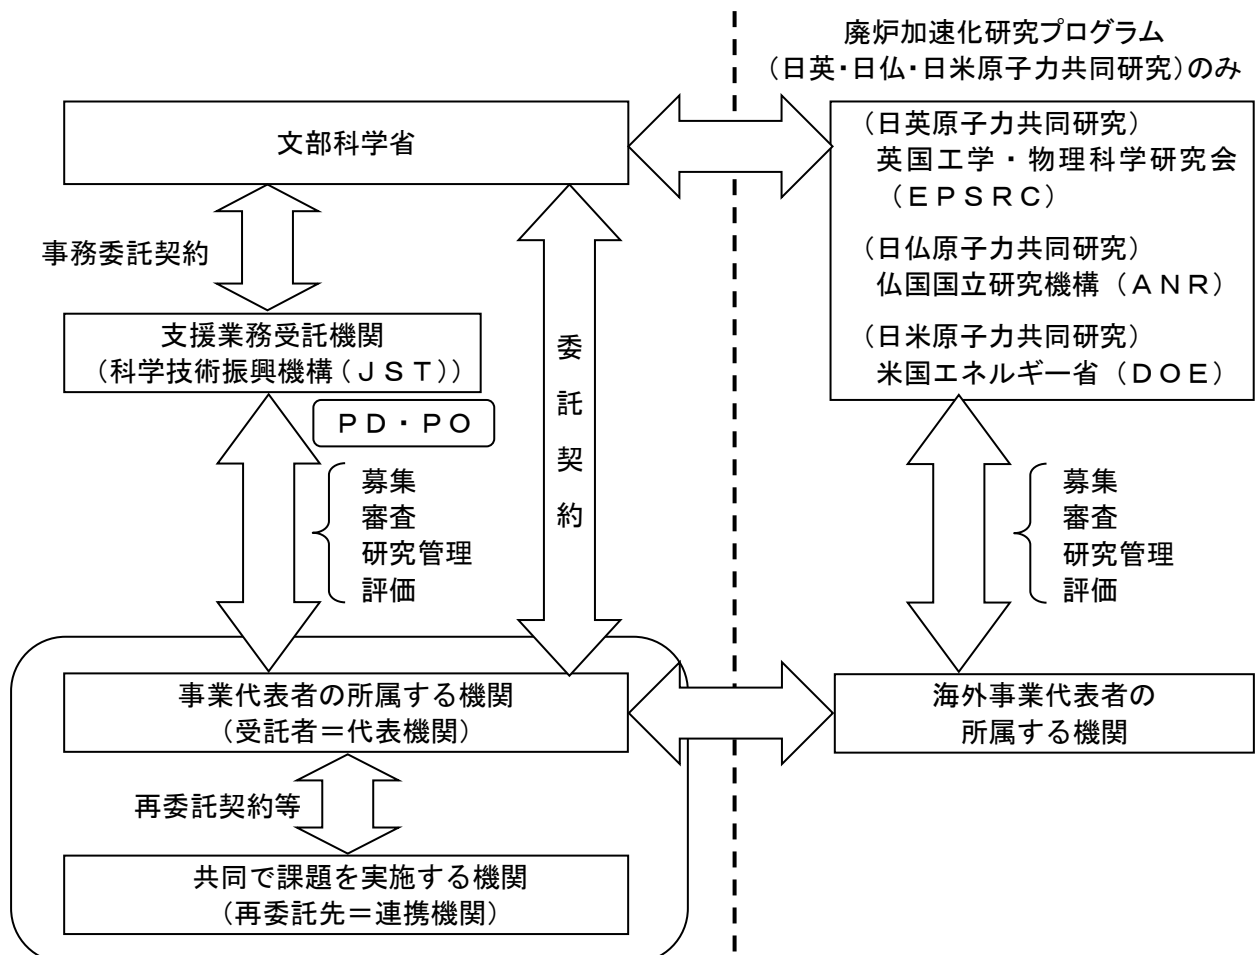 廃炉加速化研究プログラム
（日英・日仏・日米原子力共同研究）のみ
文部科学省
（日英原子力共同研究）
英国工学・物理科学研究会
（ＥＰＳＲＣ）
（日仏原子力共同研究）
仏国国立研究機構（ＡＮＲ）
（日米原子力共同研究）
米国エネルギー省（ＤＯＥ）
事務委託契約
支援業務受託機関
（科学技術振興機構（ＪＳＴ））
委託契約
ＰＤ・ＰＯ
募集
審査
研究管理
評価
募集
審査
研究管理
評価
事業代表者の所属する機関
（受託者＝代表機関）
海外事業代表者の
所属する機関
再委託契約等
共同で課題を実施する機関
（再委託先＝連携機関）